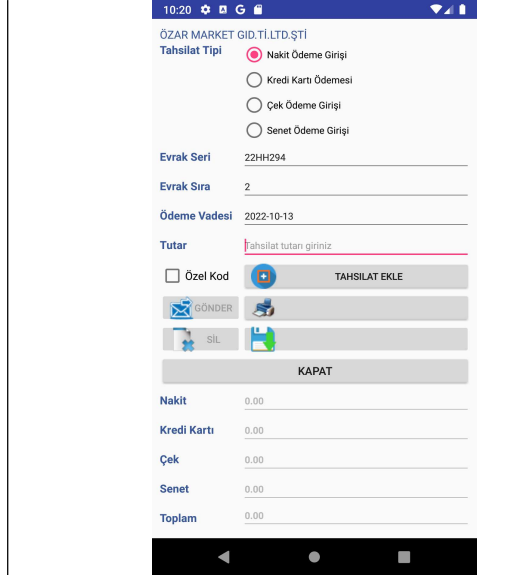 10:20
ÖZAR MARKET GID.Tİ.LTD.ŞTİ
Tahsilat Tipi
Nakit Ödeme Girişi
Kredi Kartı Ödemesi
Çek Ödeme Girişi
Senet Ödeme Girişi
Evrak Seri 22HH294
Evrak Sıra 2
Ödeme Vadesi 2022-10-13
Tutar Tahsilat tutarı giriniz
Özel Kod TAHSILAT EKLE
GÖNDER
SİL
KAPAT
Nakit 0.00
Kredi Kartı 0.00
Çek 0.00
Senet 0.00
Toplam 0.00